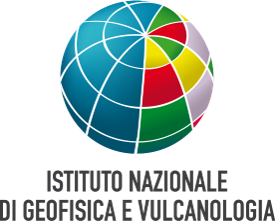 ISTITUTO NAZIONALE
DI GEOFISICA E VULCANOLOGIA